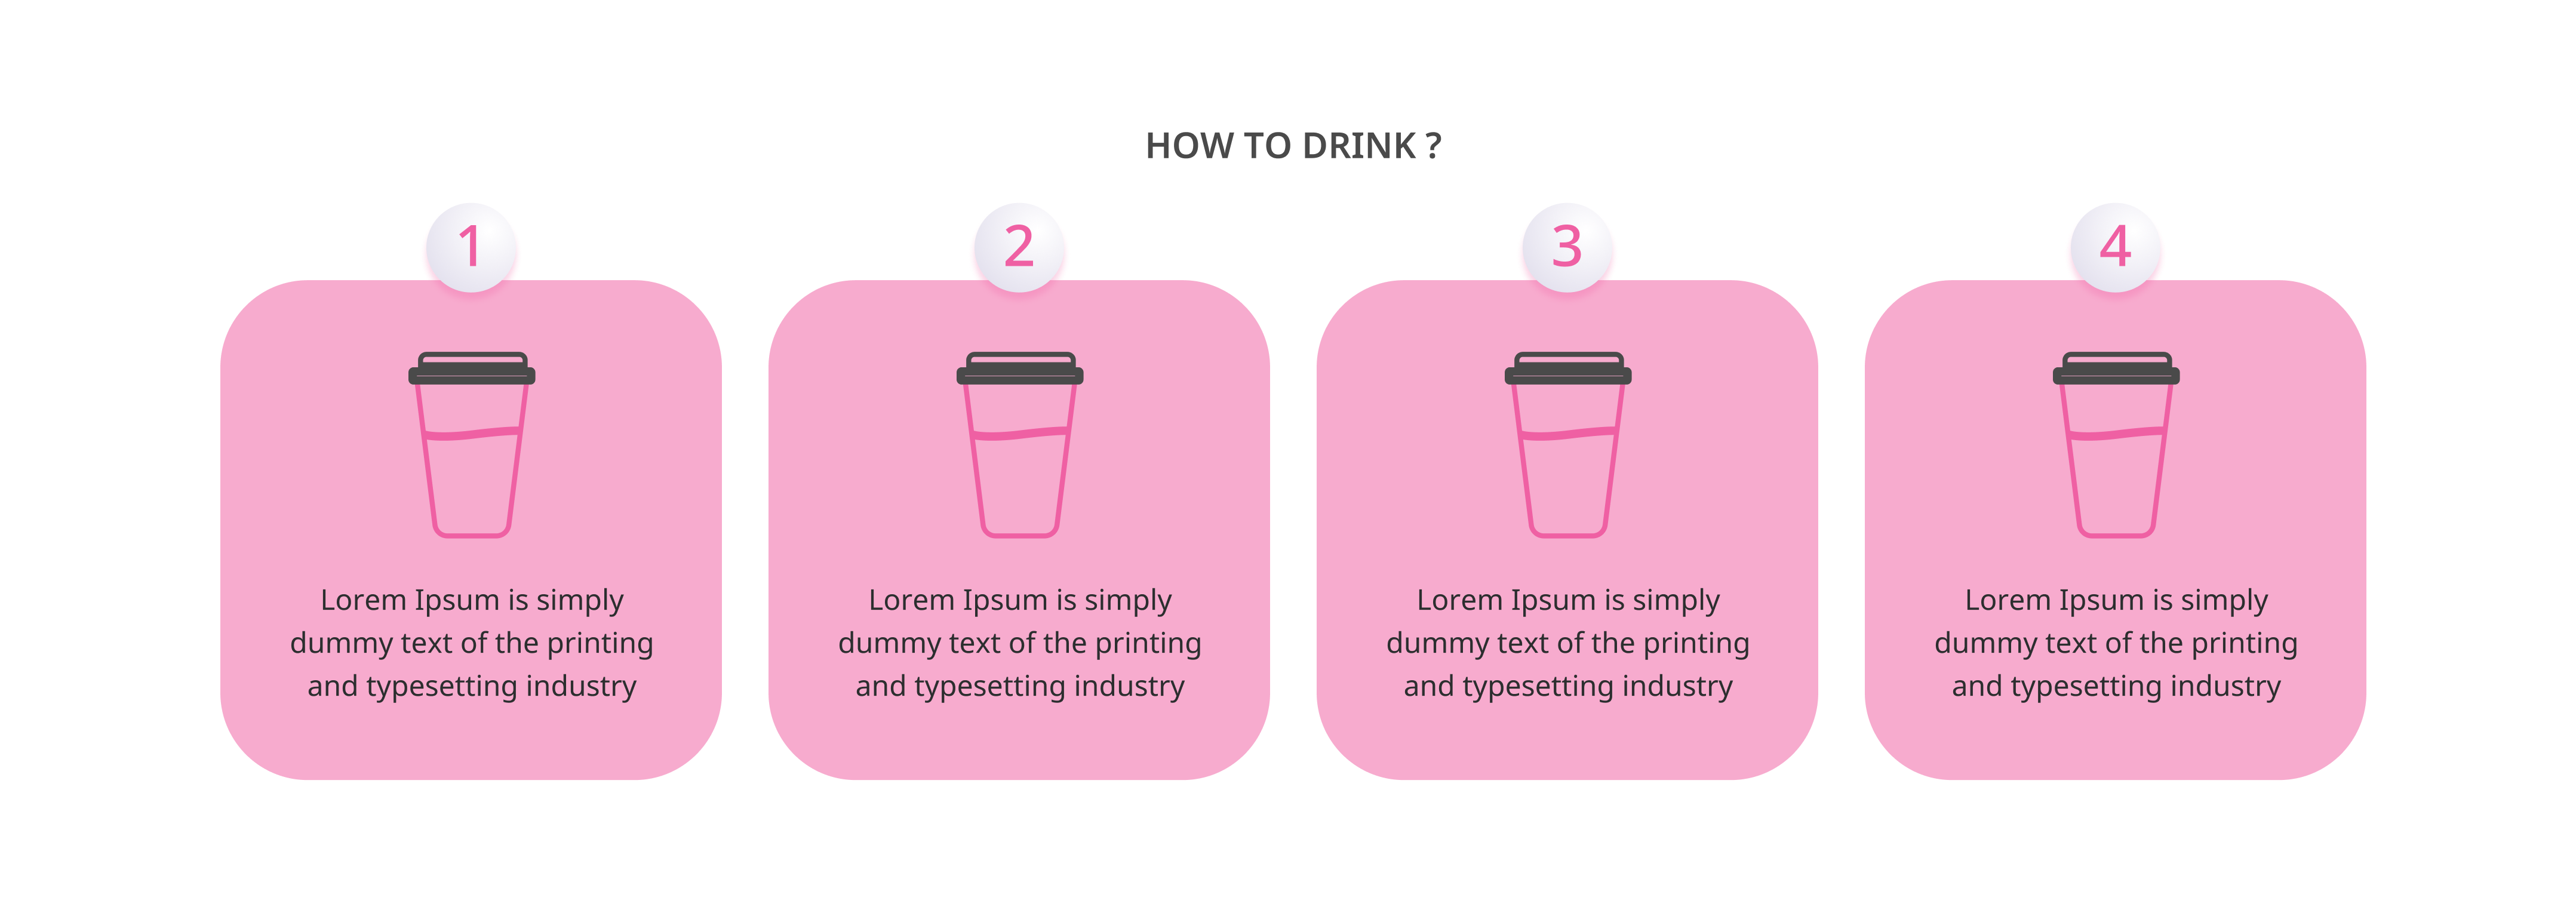 HOW TO DRINK ?
1
Lorem Ipsum is simply
dummy text of the printing
and typesetting industry
2
Lorem Ipsum is simply
dummy text of the printing
and typesetting industry
3
Lorem Ipsum is simply
dummy text of the printing
and typesetting industry
4
Lorem Ipsum is simply
dummy text of the printing
and typesetting industry